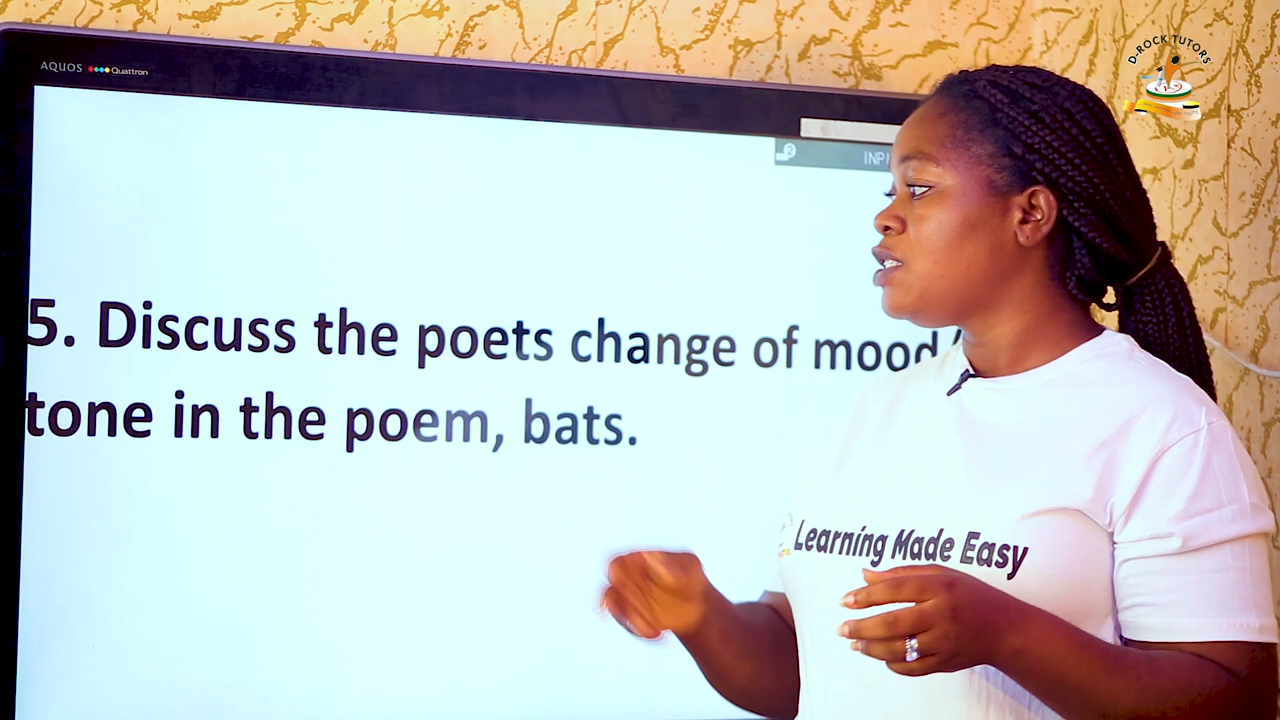 AQUOS Quattron
D-ROCK TUTORS
2
5. Discuss the poets change of mood
tone in the poem, bats.
Learning Made Easy